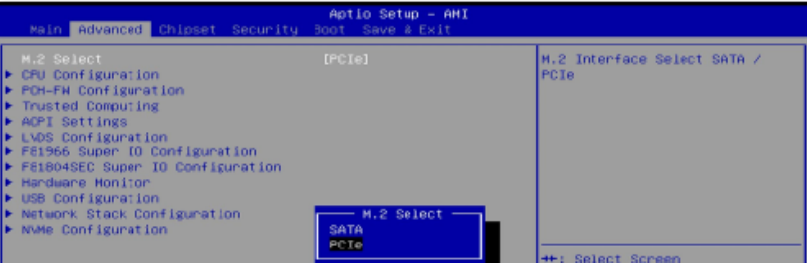 Aptio Setup - AMI
Main Advanced Chipset Security Boot Save & Exit
M.2 Select [PCIe]
CPU Configuration
PCH-FW Configuration
Trusted Computing
ACPI Settings
LVDS Configuration
F81966 Super IO Configuration
F81804SEC Super IO Configuration
Hardware Monitor
USB Configuration
Network Stack Configuration
NVMe Configuration
M.2 Interface Select SATA /
PCIe
M.2 Select
SATA
PCIe
→←: Select Screen